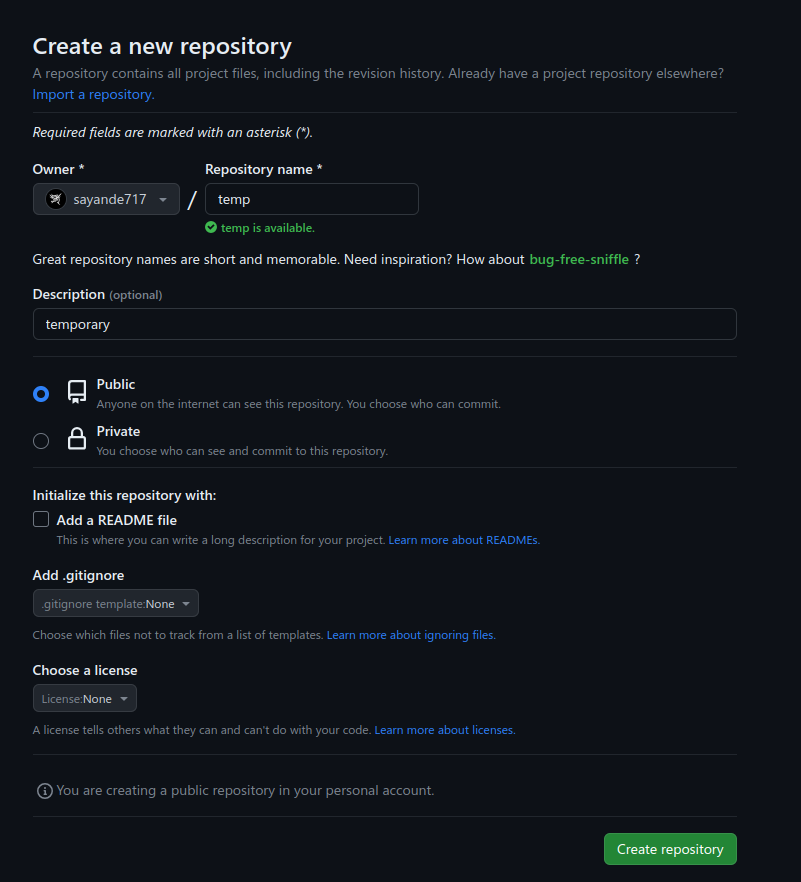 Create a new repository
A repository contains all project files, including the revision history. Already have a project repository elsewhere?
Import a repository.
Required fields are marked with an asterisk (*).
Owner * Repository name *
sayande717 / temp
temp is available.
Great repository names are short and memorable. Need inspiration? How about bug-free-sniffle ?
Description (optional)
temporary
Public
Anyone on the internet can see this repository. You choose who can commit.
Private
You choose who can see and commit to this repository.
Initialize this repository with:
Add a README file
This is where you can write a long description for your project. Learn more about READMEs.
Add .gitignore
.gitignore template:None
Choose which files not to track from a list of templates. Learn more about ignoring files.
Choose a license
License:None
A license tells others what they can and can't do with your code. Learn more about licenses.
You are creating a public repository in your personal account.
Create repository